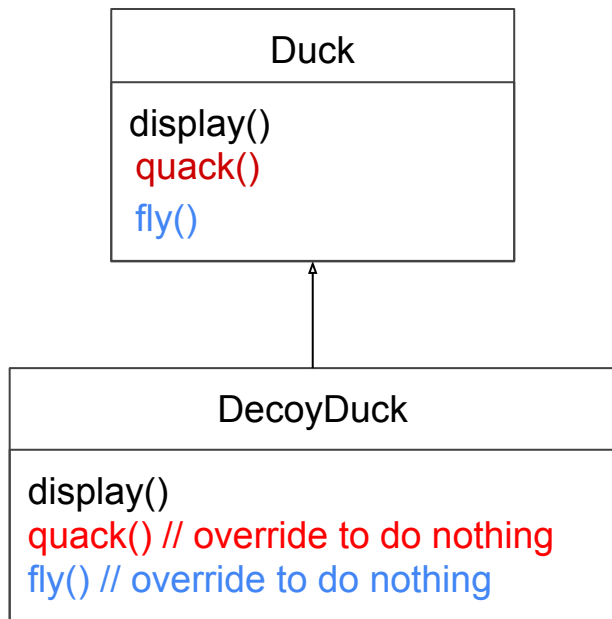 Duck
display()
quack()
fly()
DecoyDuck
display()
quack() // override to do nothing
fly() // override to do nothing